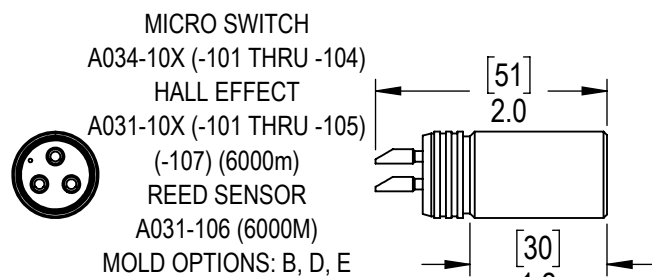 MICRO SWITCH
A034-10X (-101 THRU -104)
HALL EFFECT
A031-10X (-101 THRU -105)
(-107) (6000m)
REED SENSOR
A031-106 (6000M)
MOLD OPTIONS: B, D, E
[51]
2.0
[30]